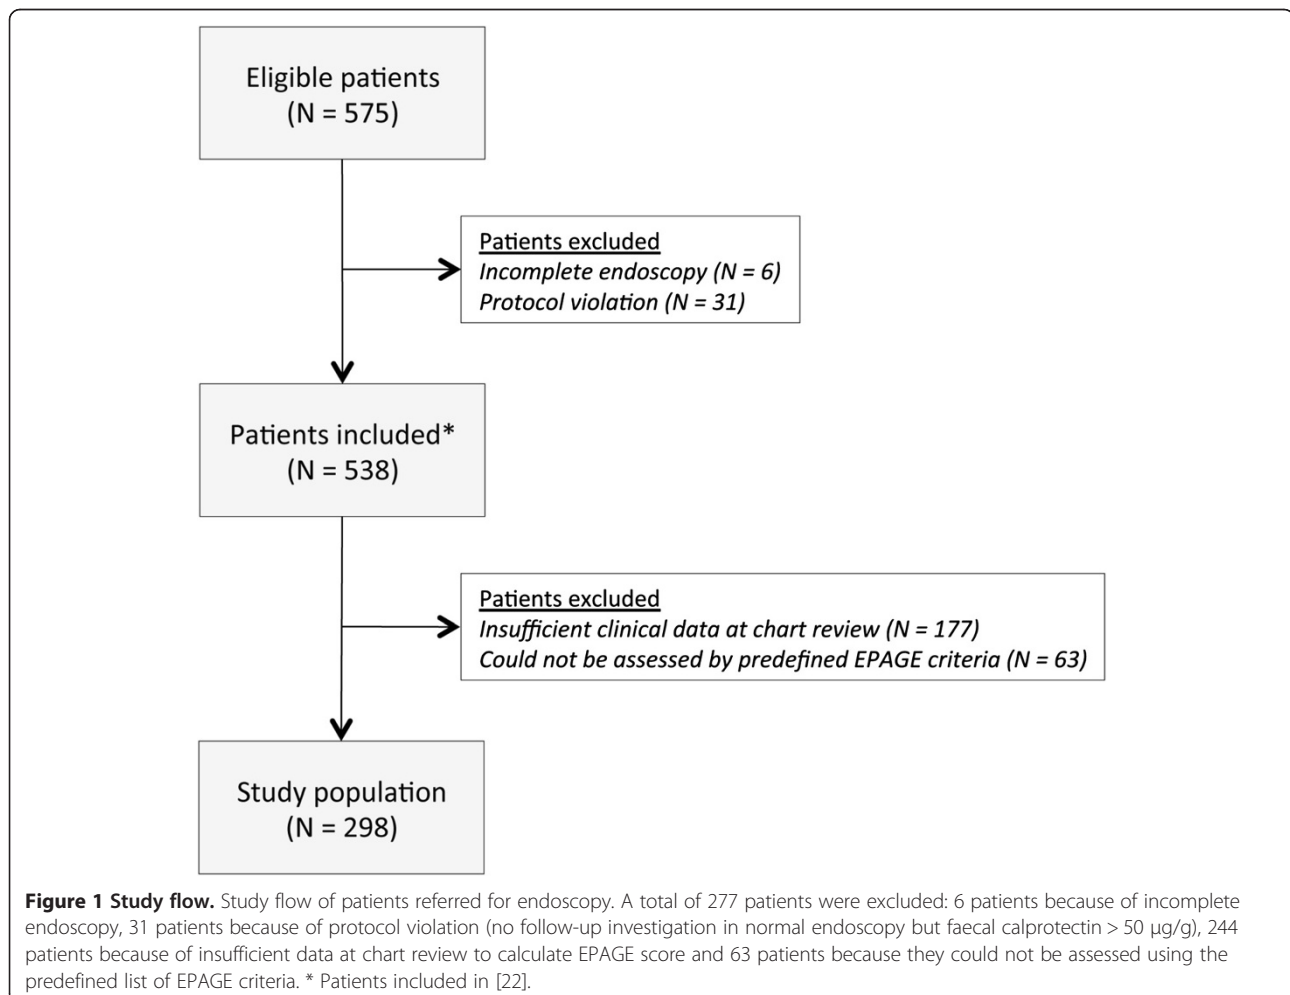 Eligible patients
(N = 575)
Patients excluded
Incomplete endoscopy (N = 6)
Protocol violation (N = 31)
Patients included*
(N = 538)
Patients excluded
Insufficient clinical data at chart review (N = 177)
Could not be assessed by predefined EPAGE criteria (N = 63)
Study population
(N = 298)
Figure 1 Study flow. Study flow of patients referred for endoscopy. A total of 277 patients were excluded: 6 patients because of incomplete
endoscopy, 31 patients because of protocol violation (no follow-up investigation in normal endoscopy but faecal calprotectin > 50 μg/g), 244
patients because of insufficient data at chart review to calculate EPAGE score and 63 patients because they could not be assessed using the
predefined list of EPAGE criteria. * Patients included in [22].